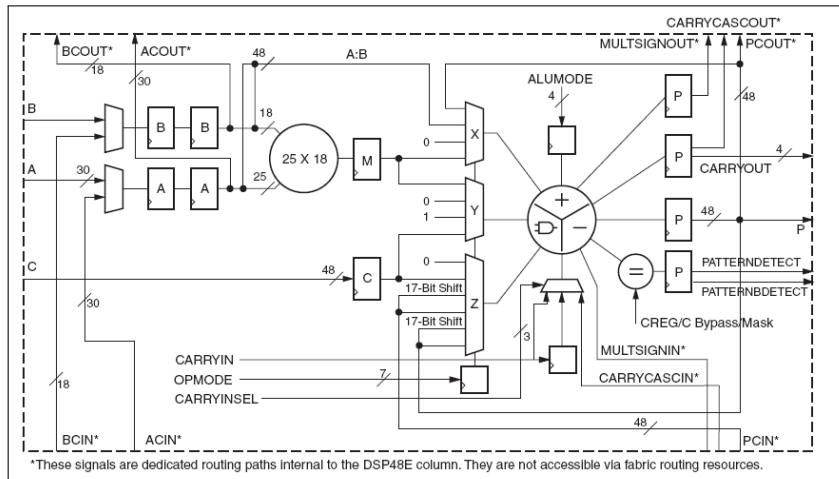 CARRYCASCOUT*
BCOUT* ACOUT* MULTSIGNOUT* PCOUT*
48 A:B
18
30 ALUMODE
P
4 48
B 18
B B X P 4
0 CARRYOUT
25 X 18 M
A 30 25
A A 0 Y P 48
1 P
C 0 PATTERNDETECT
48 C = P
17-Bit Shift PATTERNBDETECT
30 17-Bit Shift Z CREG/C Bypass/Mask
3
CARRYIN MULTSIGNIN*
18 OPMODE 7 CARRYCASCIN*
CARRYINSEL
48
BCIN* ACIN* PCIN*
*These signals are dedicated routing paths internal to the DSP48E column. They are not accessible via fabric routing resources.